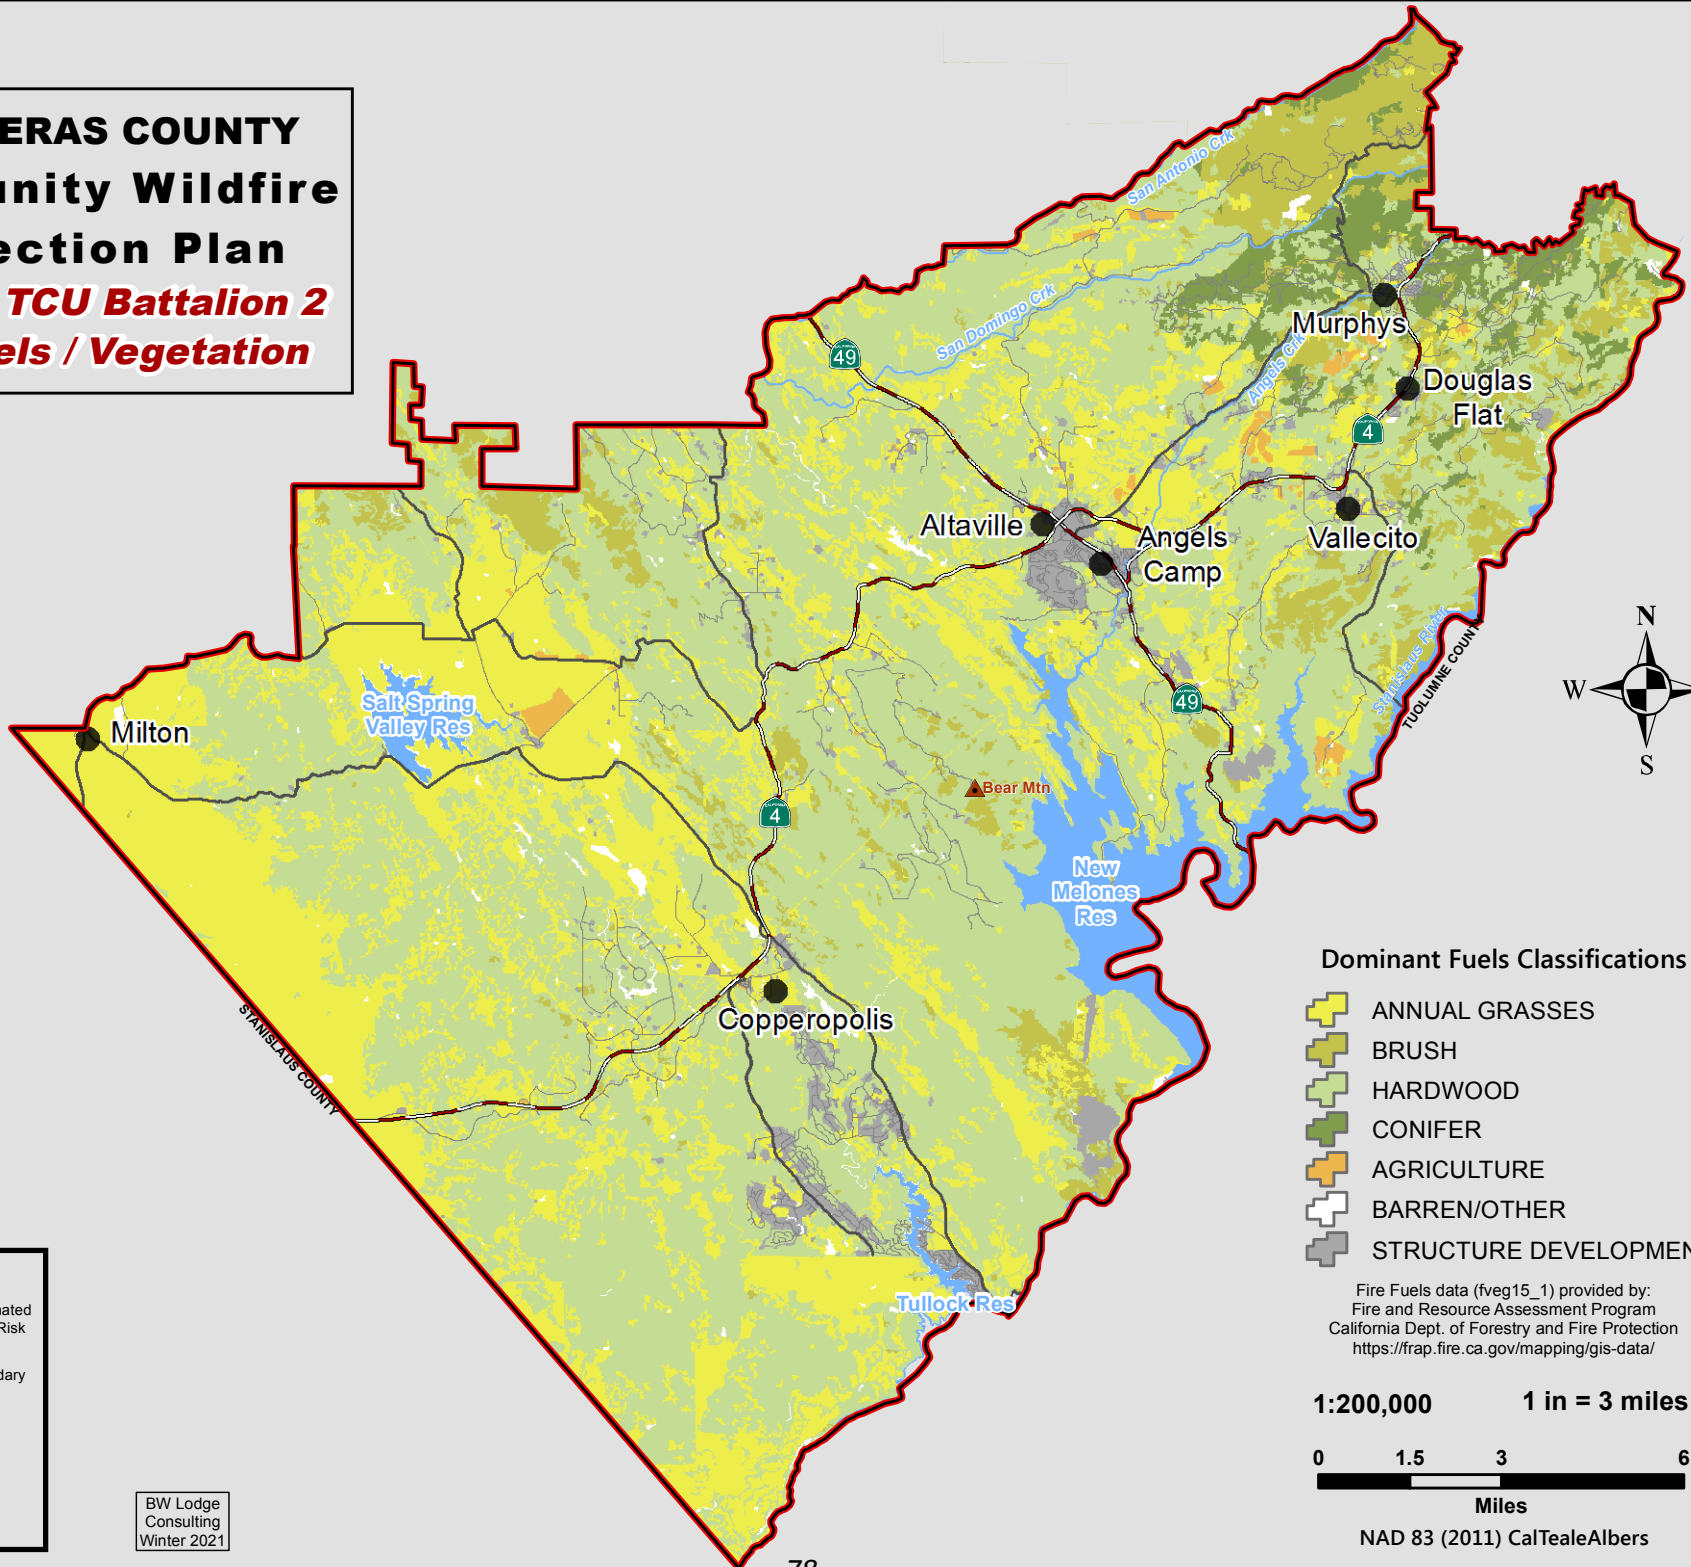 ERAS COUNTY
unity Wildfire
ection Plan
TCU Battalion 2
els / Vegetation
San Antonio Crk
San Domingo Crk
49
Murphys
Angels Crk
Douglas
Flat
4
Altaville
Angels
Camp
Vallecito
Stanislaus River
TUOLUMNE COUNTY
N
W
S
Salt Spring
Valley Res
Milton
49
Bear Mtn
4
New
Melones
Res
STANISLAUS COUNTY
Copperopolis
Tullock Res
Dominant Fuels Classifications
ANNUAL GRASSES
BRUSH
HARDWOOD
CONIFER
AGRICULTURE
BARREN/OTHER
STRUCTURE DEVELOPMEN
Fire Fuels data (fveg15_1) provided by:
Fire and Resource Assessment Program
California Dept. of Forestry and Fire Protection
https://frap.fire.ca.gov/mapping/gis-data/
1:200,000 1 in = 3 miles
0 1.5 3 6
Miles
NAD 83 (2011) CalTealeAlbers
ated
Risk
dary
BW Lodge
Consulting
Winter 2021
78